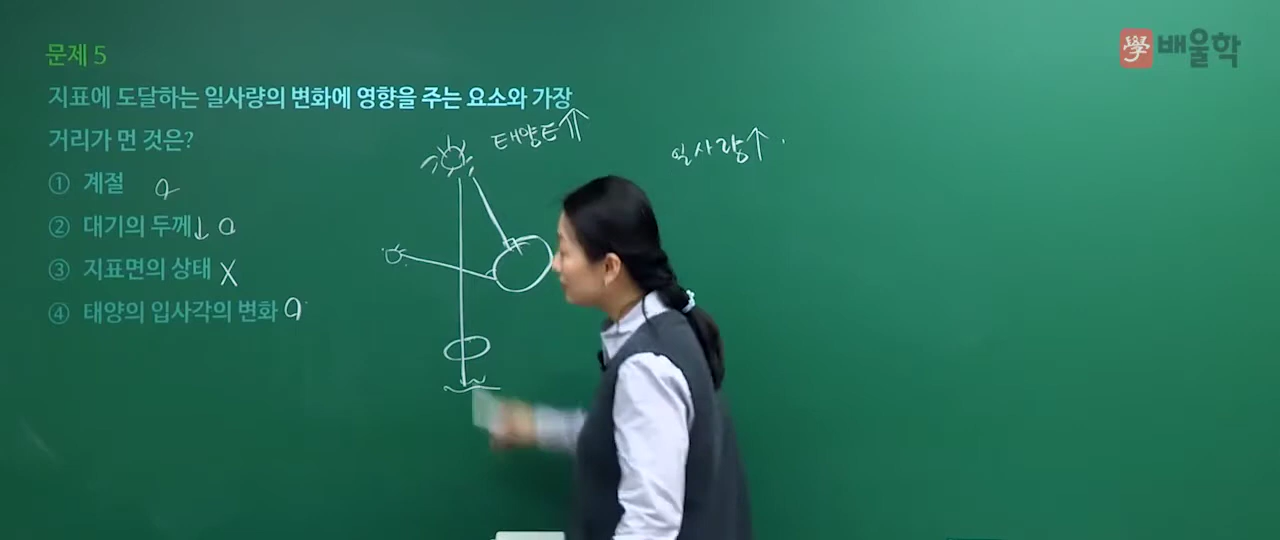 문제 5
지표에 도달하는 일사량의 변화에 영향을 주는 요소와 가장
거리가 먼 것은?
① 계절
② 대기의 두께↓
③ 지표면의 상태 X
④ 태양의 입사각의 변화
태양E⇑
일사량↑
學 배울학